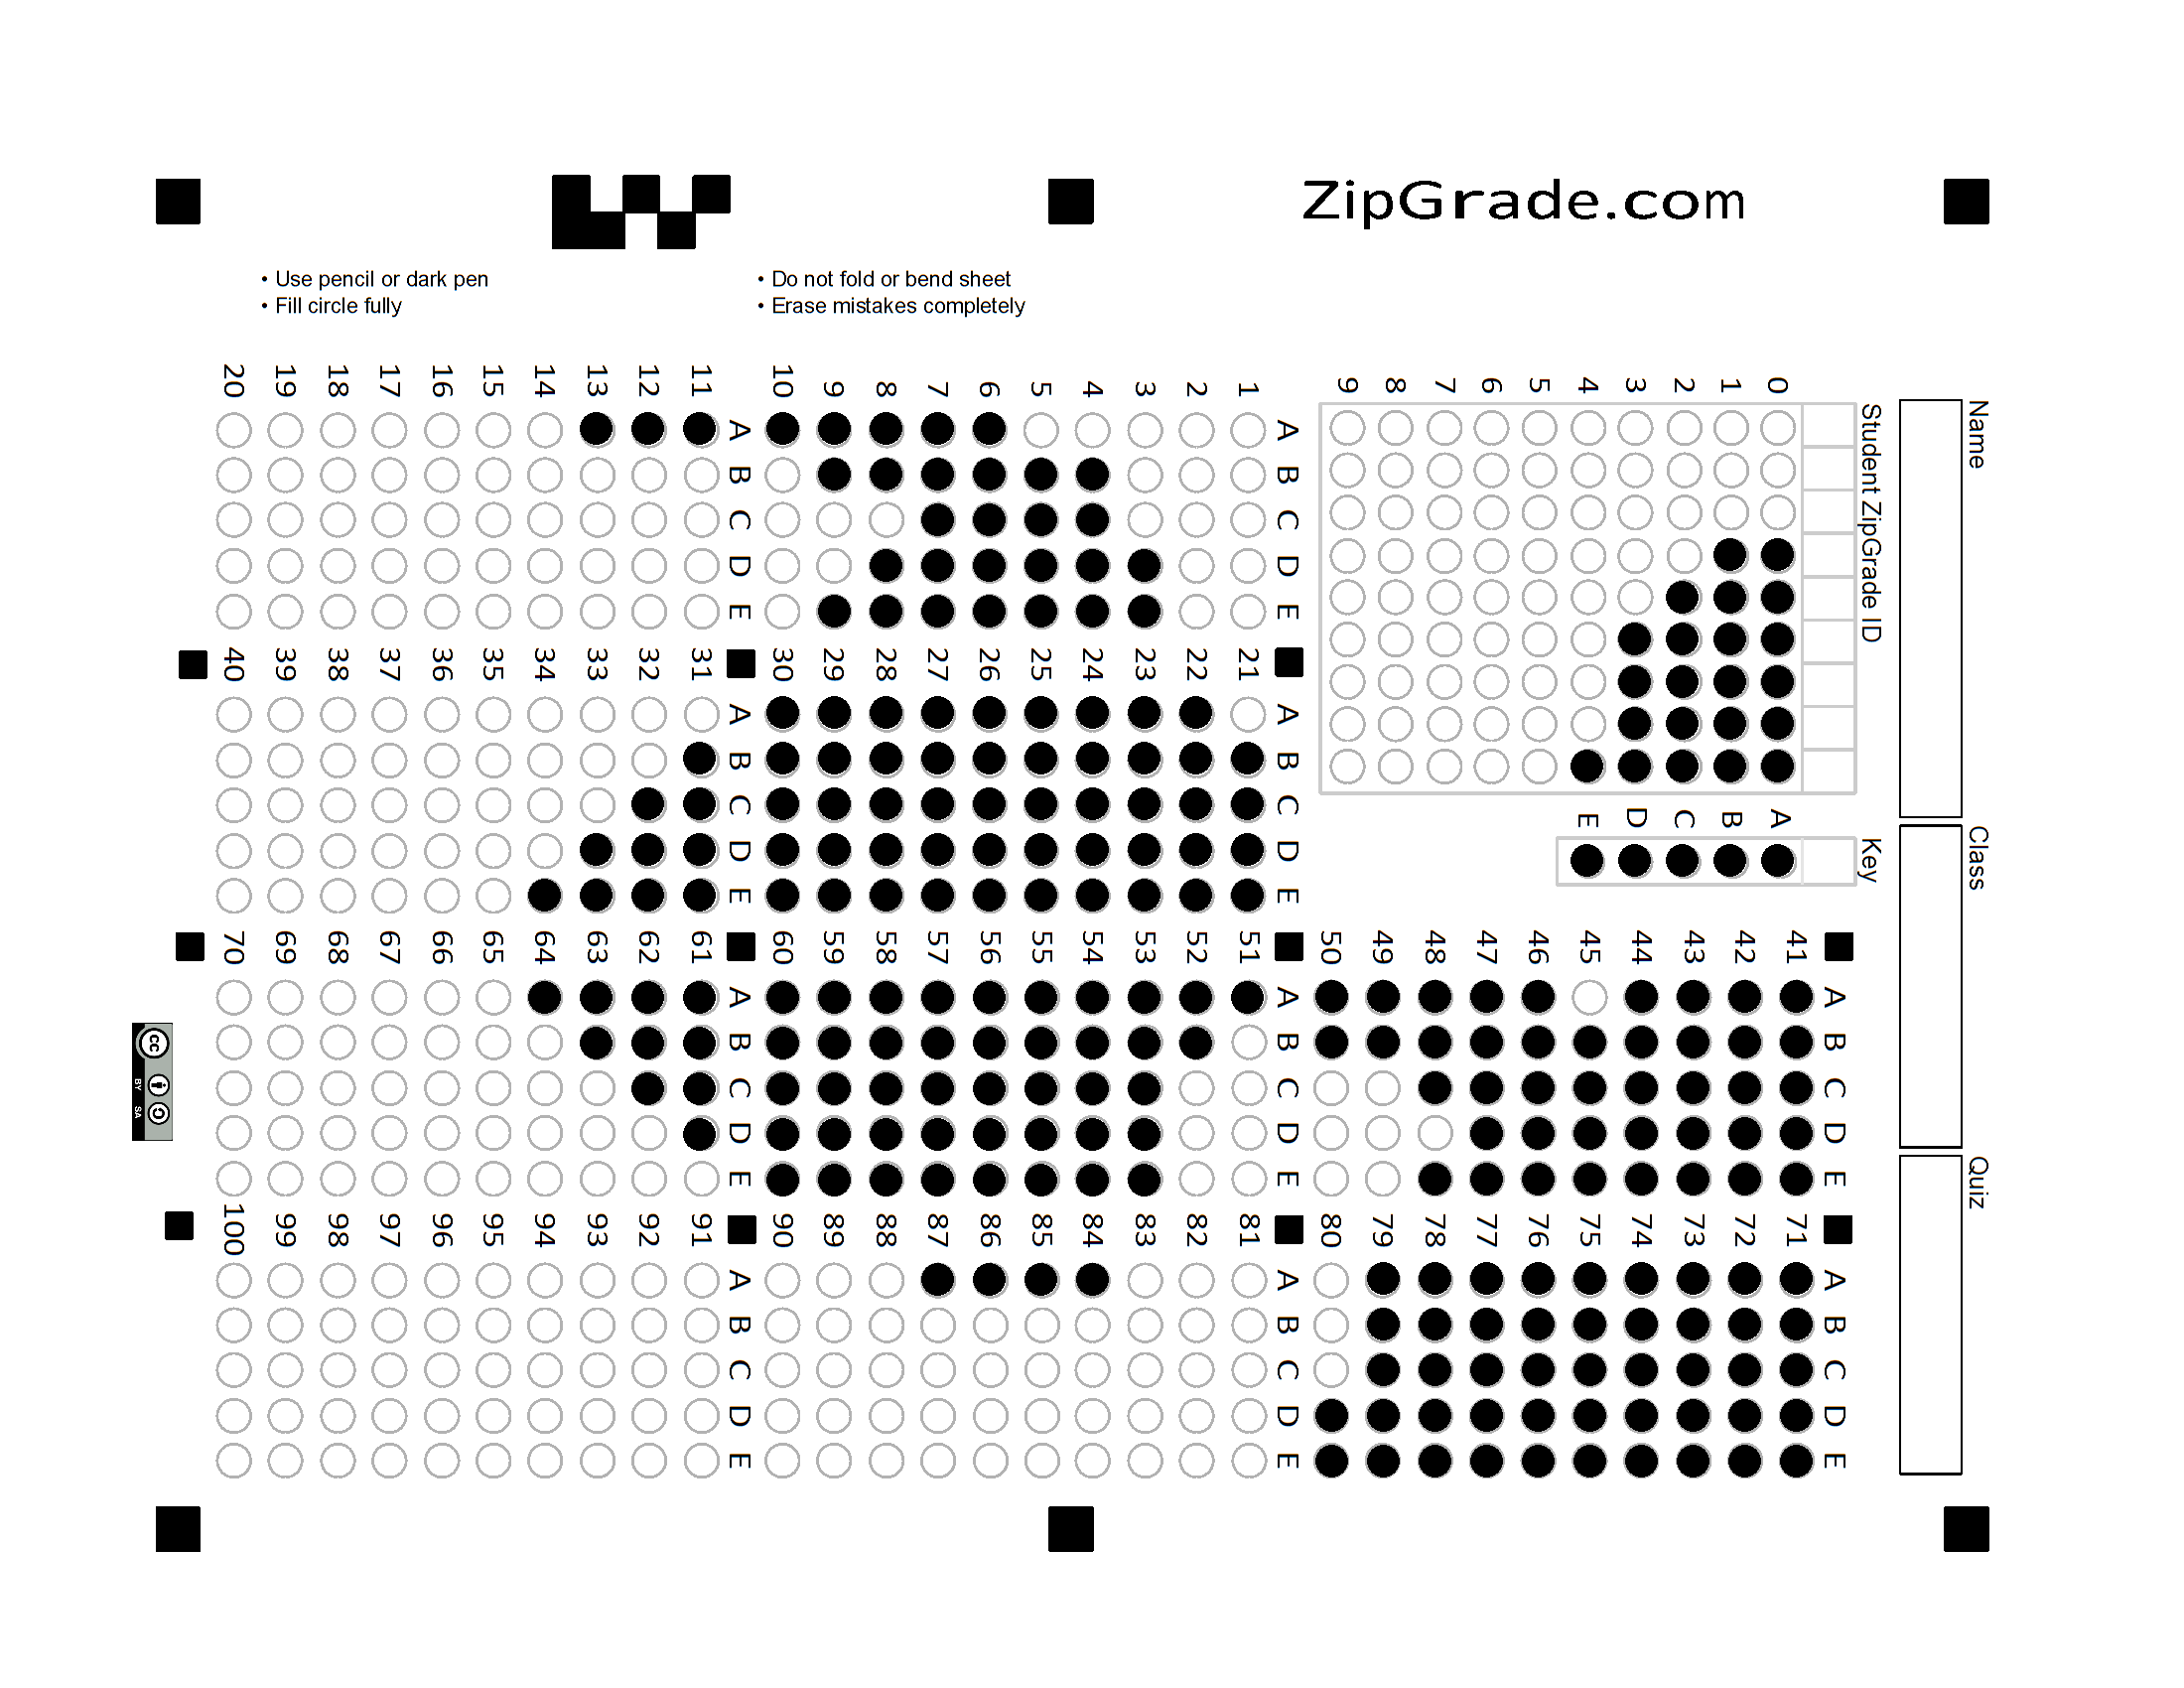 ZipGrade.com
• Use pencil or dark pen
• Fill circle fully
• Do not fold or bend sheet
• Erase mistakes completely
Name
Class
Quiz
Student ZipGrade ID
0 1 2 3 4 5 6 7 8 9
Key
A B C D E
1 2 3 4 5 6 7 8 9 10
A B C D E
11 12 13 14 15 16 17 18 19 20
A B C D E
21 22 23 24 25 26 27 28 29 30
A B C D E
31 32 33 34 35 36 37 38 39 40
A B C D E
41 42 43 44 45 46 47 48 49 50
A B C D E
51 52 53 54 55 56 57 58 59 60
A B C D E
61 62 63 64 65 66 67 68 69 70
A B C D E
71 72 73 74 75 76 77 78 79 80
A B C D E
81 82 83 84 85 86 87 88 89 90
A B C D E
91 92 93 94 95 96 97 98 99 100
A B C D E
cc
BY SA